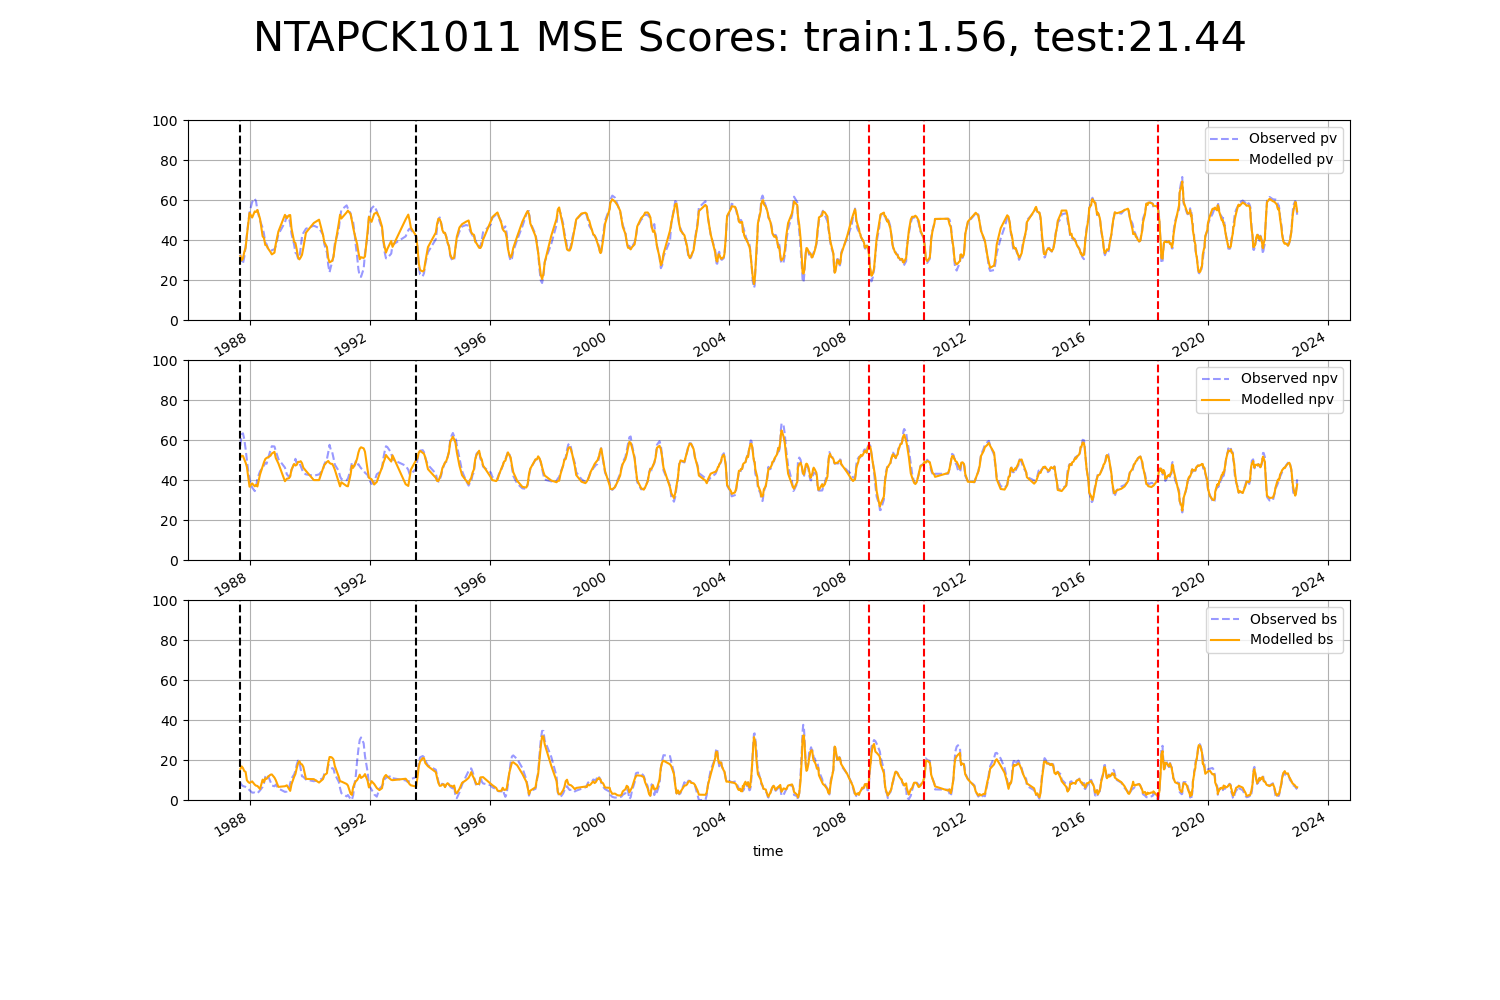 NTAPCK1011 MSE Scores: train:1.56, test:21.44
100
80
60
40
20
0
Observed pv
Modelled pv
1988 1992 1996 2000 2004 2008 2012 2016 2020 2024
100
80
60
40
20
0
Observed npv
Modelled npv
1988 1992 1996 2000 2004 2008 2012 2016 2020 2024
100
80
60
40
20
0
Observed bs
Modelled bs
1988 1992 1996 2000 2004 2008 2012 2016 2020 2024
time